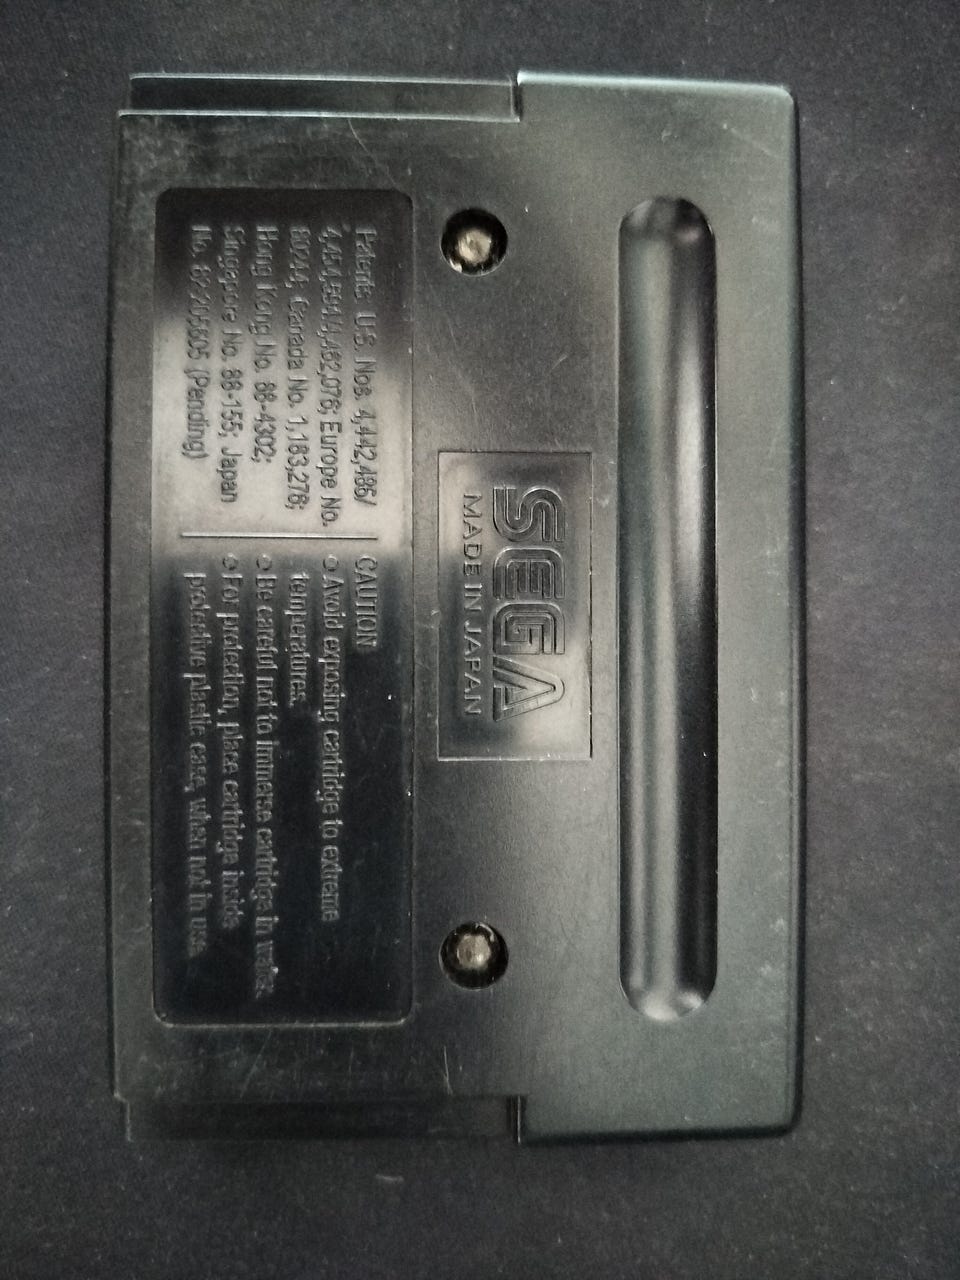 SEGA
MADE IN JAPAN
Patents: U.S. Nos. 4,442,486/
4,454,594/4,462,076; Europe No.
80244; Canada No. 1,183,276;
Hong Kong No. 88-4302;
Singapore No. 88-155; Japan
No. 82-205605 (Pending)
CAUTION
o Avoid exposing cartridge to extreme
temperatures.
o Be careful not to immerse cartridge in water.
o For protection, place cartridge inside
protective plastic case, when not in use.